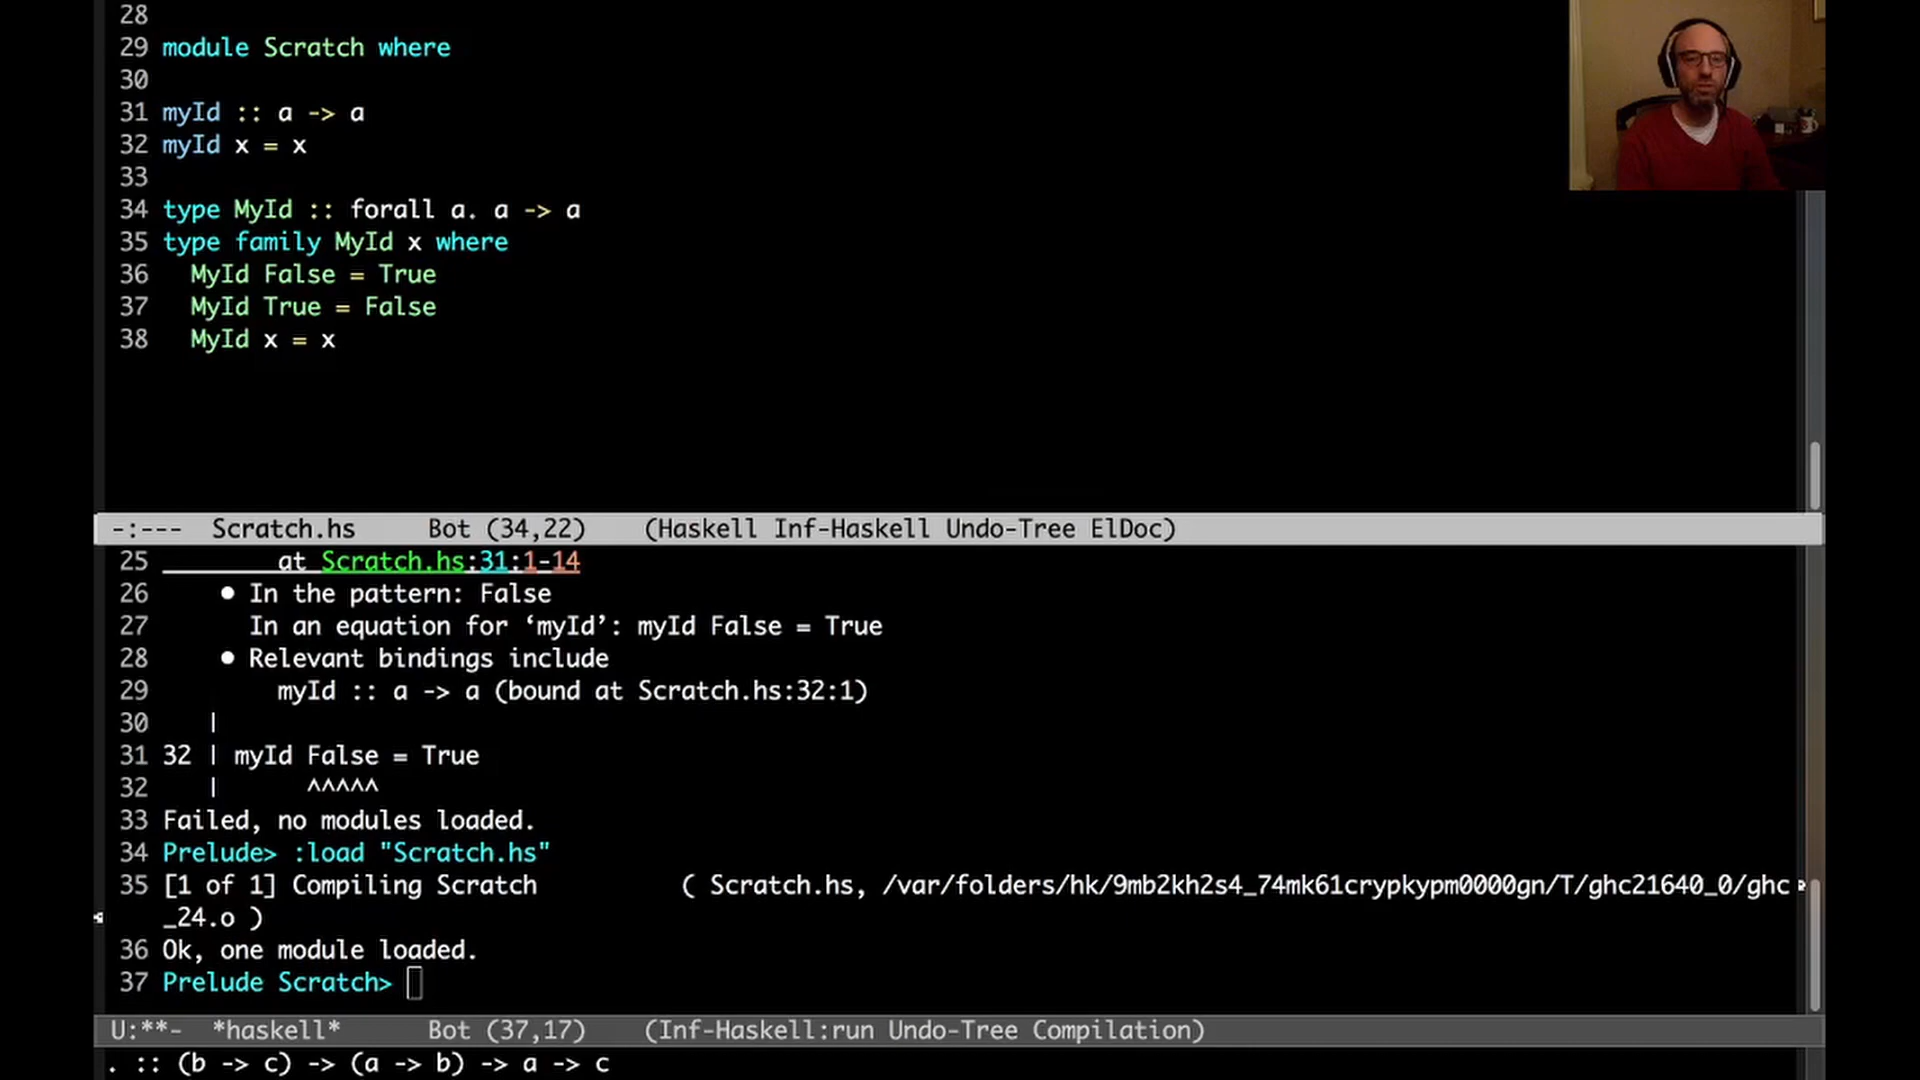 28
29 module Scratch where
30
31 myId :: a -> a
32 myId x = x
33
34 type MyId :: forall a. a -> a
35 type family MyId x where
36   MyId False = True
37   MyId True = False
38   MyId x = x
-:---  Scratch.hs     Bot (34,22)    (Haskell Inf-Haskell Undo-Tree ElDoc)
25         at Scratch.hs:31:1-14
26     • In the pattern: False
27       In an equation for ‘myId’: myId False = True
28     • Relevant bindings include
29         myId :: a -> a (bound at Scratch.hs:32:1)
30    |
31 32 | myId False = True
32    |      ^^^^^
33 Failed, no modules loaded.
34 Prelude> :load "Scratch.hs"
35 [1 of 1] Compiling Scratch          ( Scratch.hs, /var/folders/hk/9mb2kh2s4_74mk61crypkypm0000gn/T/ghc21640_0/ghc
_24.o )
36 Ok, one module loaded.
37 Prelude Scratch>
U:**-  *haskell*      Bot (37,17)    (Inf-Haskell:run Undo-Tree Compilation)
. :: (b -> c) -> (a -> b) -> a -> c